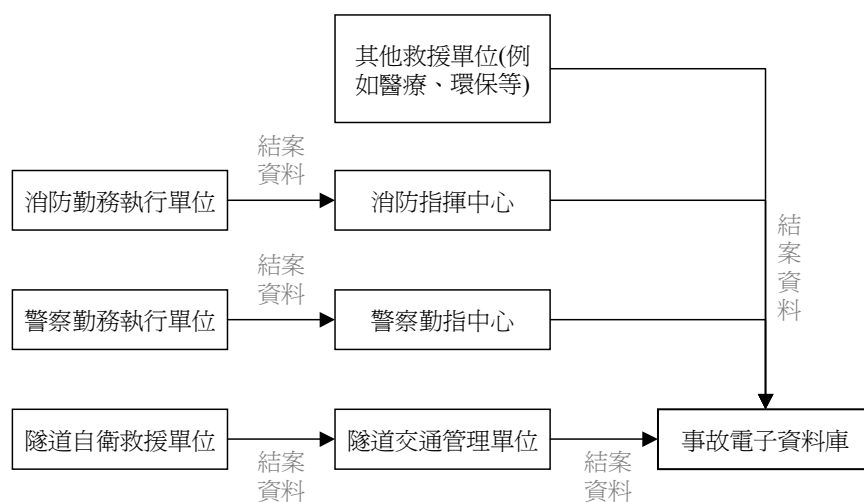 其他救援單位(例
如醫療、環保等)
結案
資料
消防勤務執行單位
消防指揮中心
結案
資料
結案
資料
警察勤務執行單位
警察勤指中心
隧道自衛救援單位
隧道交通管理單位
事故電子資料庫
結案
資料
結案
資料